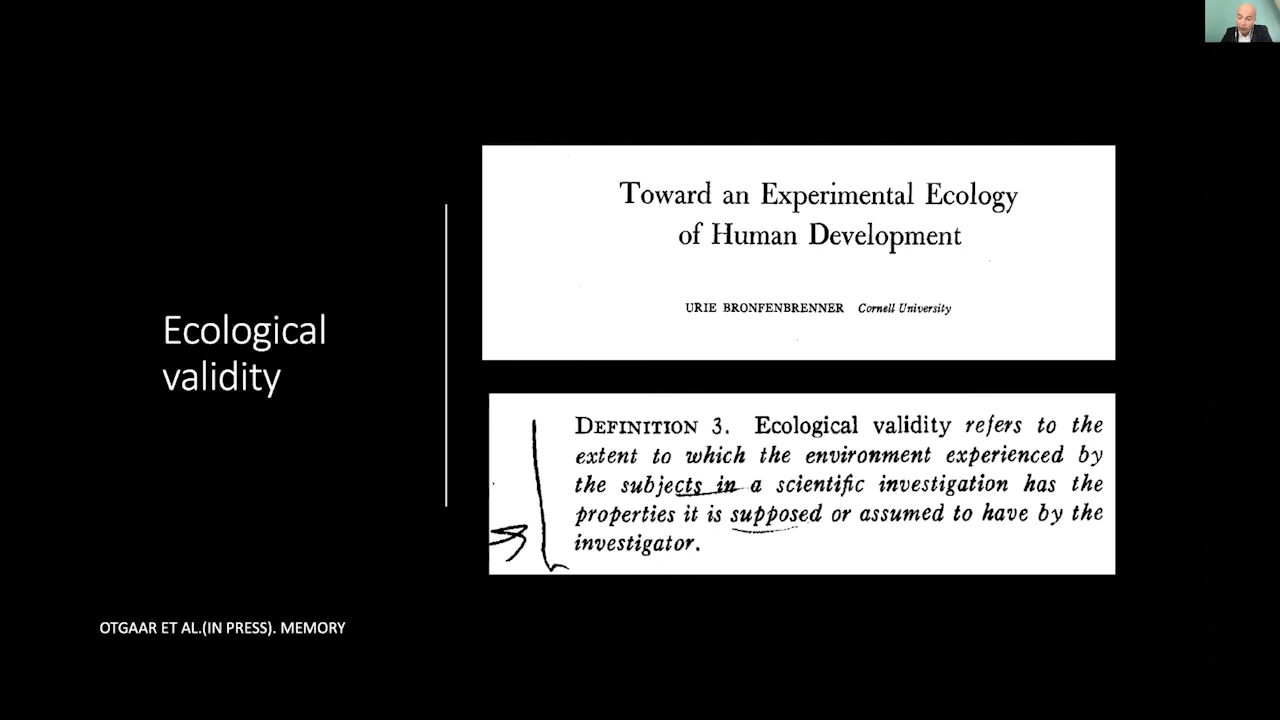 Toward an Experimental Ecology
of Human Development
URIE BRONFENBRENNER Cornell University
Ecological
validity
DEFINITION 3. Ecological validity refers to the
extent to which the environment experienced by
the subjects in a scientific investigation has the
properties it is supposed or assumed to have by the
investigator.
OTGAAR ET AL.(IN PRESS). MEMORY